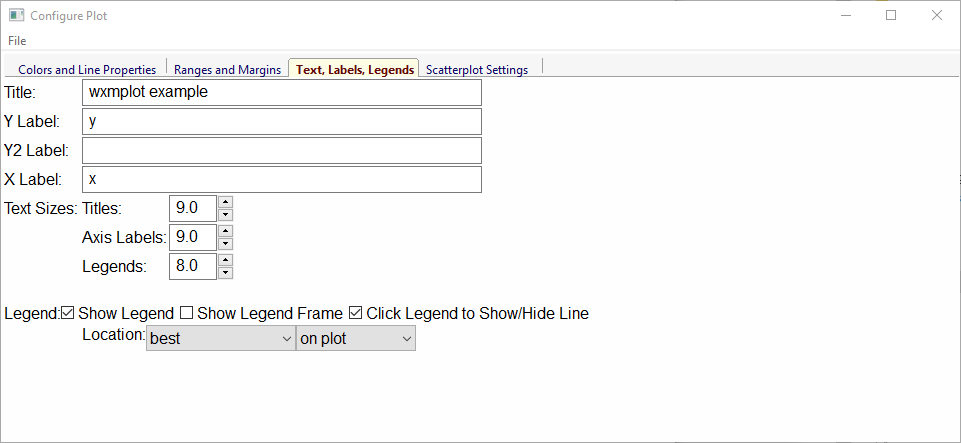 Configure Plot
File
Colors and Line Properties Ranges and Margins Text, Labels, Legends Scatterplot Settings
Title: wxmplot example
Y Label: y
Y2 Label:
X Label: x
Text Sizes: Titles: 9.0
Axis Labels: 9.0
Legends: 8.0
Legend: Show Legend Show Legend Frame Click Legend to Show/Hide Line
Location: best on plot